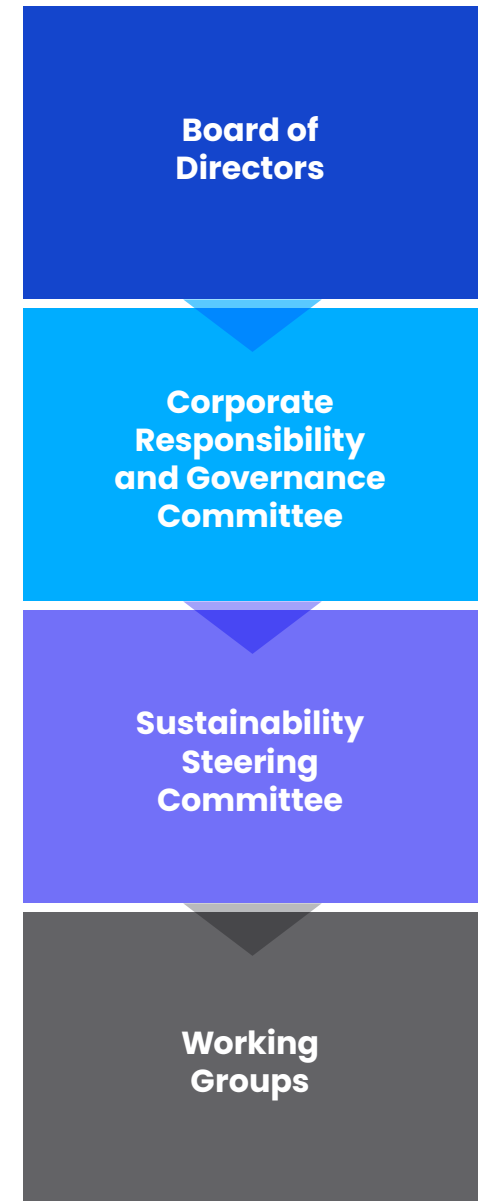 Board of
Directors
Corporate
Responsibility
and Governance
Committee
Sustainability
Steering
Committee
Working
Groups